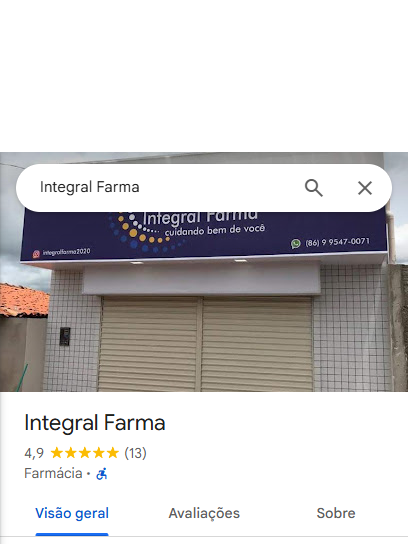 Integral Farma
Integral Farma
cuidando bem de você
integralfarma2020
(86) 9 9547-0071
Integral Farma
4,9 (13)
Farmácia ·
Visão geral Avaliações Sobre